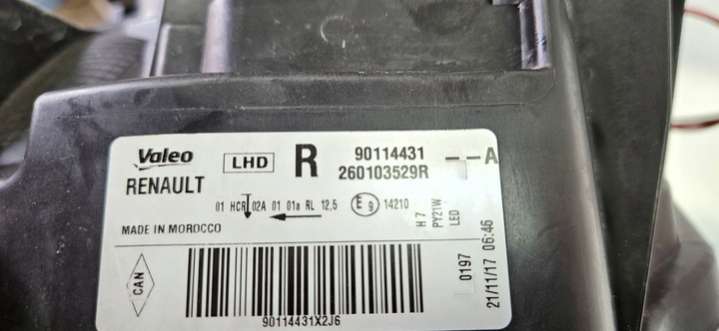 Valeo LHD R 90114431 --A
RENAULT 260103529R
01 HCR 02A 01 01a RL 12,5 E 9 14210
MADE IN MOROCCO
CAN
90114431X2J6
H7
PY21W
LED
0197
21/11/17 06:46